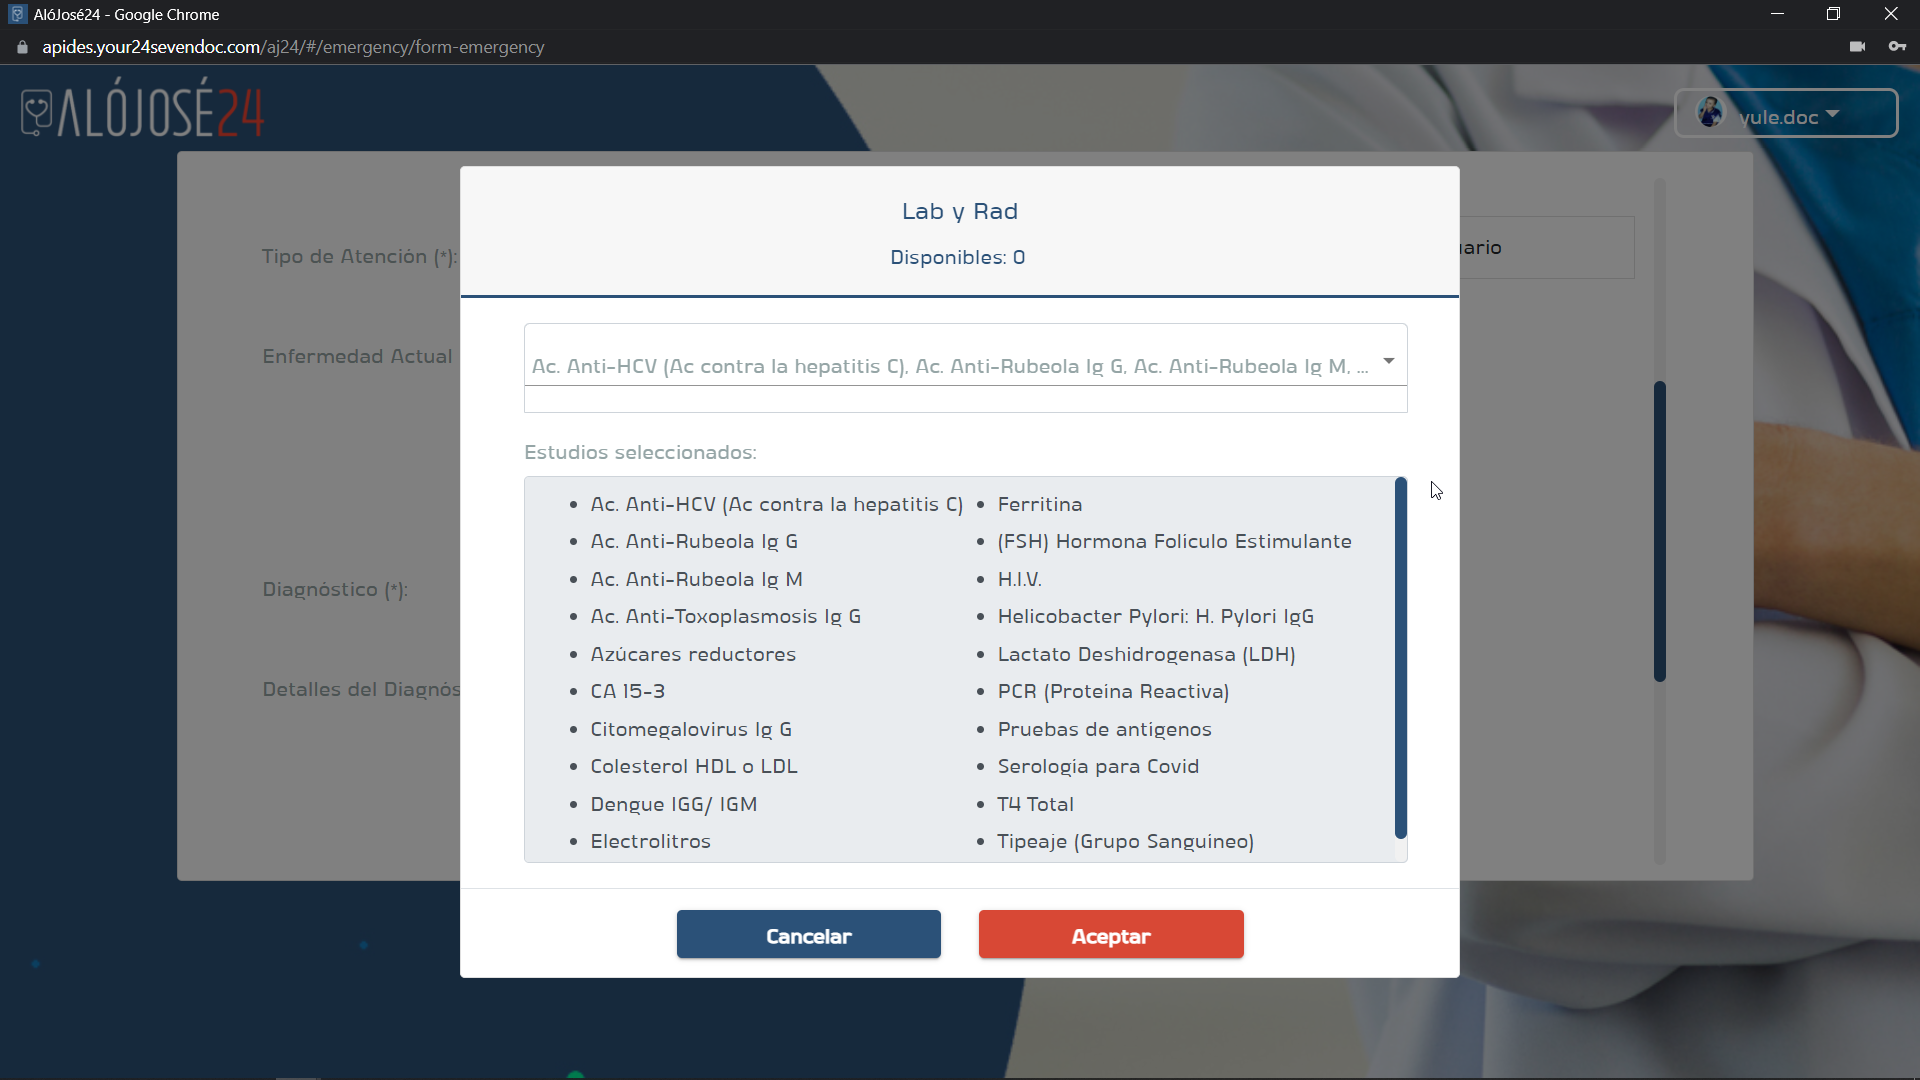 AlóJosé24 - Google Chrome
apides.your24sevendoc.com/aj24/#/emergency/form-emergency
ALÓJOSÉ24
yule.doc
Lab y Rad
Disponibles: 0
Tipo de Atención (*):
ario
Enfermedad Actual
Ac. Anti-HCV (Ac contra la hepatitis C), Ac. Anti-Rubeola Ig G, Ac. Anti-Rubeola Ig M, ...
Estudios seleccionados:
Ac. Anti-HCV (Ac contra la hepatitis C)
Ac. Anti-Rubeola Ig G
Ac. Anti-Rubeola Ig M
Ac. Anti-Toxoplasmosis Ig G
Azúcares reductores
CA 15-3
Citomegalovirus Ig G
Colesterol HDL o LDL
Dengue IGG/ IGM
Electrolitros
Ferritina
(FSH) Hormona Foliculo Estimulante
H.I.V.
Helicobacter Pylori: H. Pylori IgG
Lactato Deshidrogenasa (LDH)
PCR (Proteina Reactiva)
Pruebas de antígenos
Serología para Covid
T4 Total
Tipeaje (Grupo Sanguineo)
Diagnóstico (*):
Detalles del Diagnós
Cancelar
Aceptar